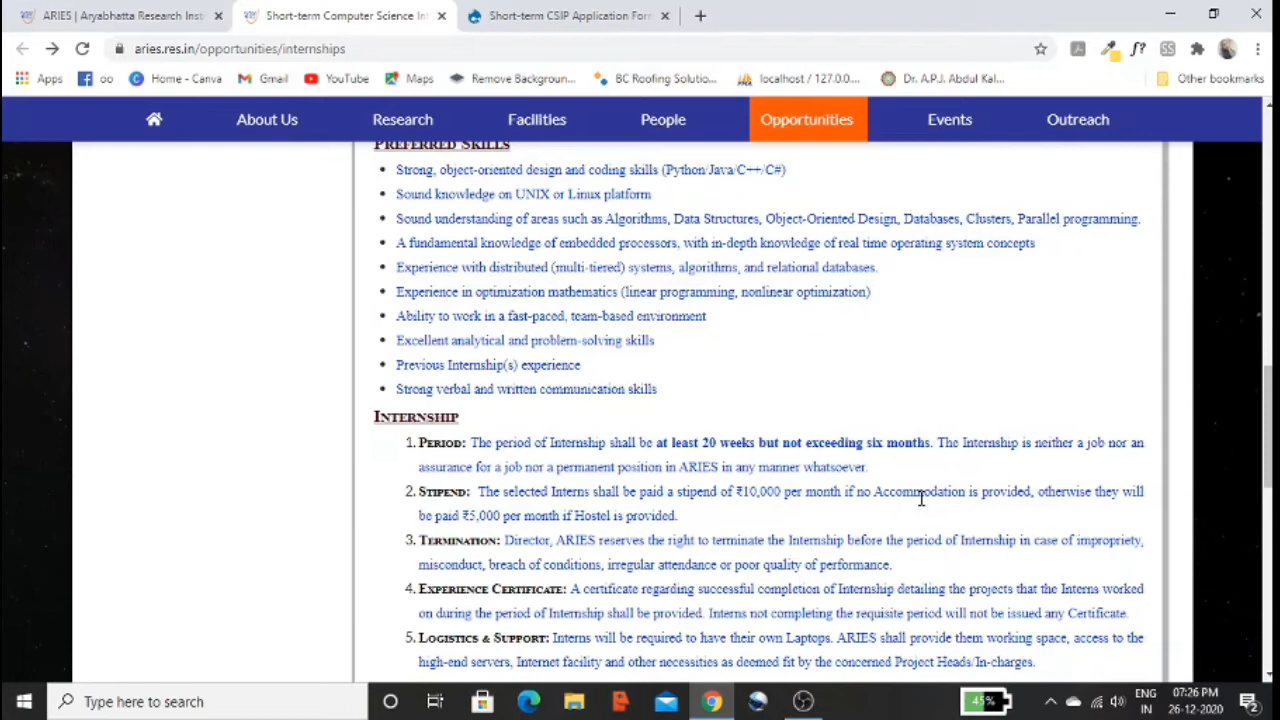 ARIES | Aryabhatta Research Inst
Short-term Computer Science In
Short-term CSIP Application Form
aries.res.in/opportunities/internships
f?
Apps
oo
Home - Canva
Gmail
YouTube
Maps
Remove Backgroun...
BC Roofing Solutio...
localhost / 127.0.0....
Dr. A.P.J. Abdul Kal...
Other bookmarks
About Us
Research
Facilities
People
Opportunities
Events
Outreach
PREFERRED SKILLS
• Strong, object-oriented design and coding skills (Python/Java/C++/C#)
• Sound knowledge on UNIX or Linux platform
• Sound understanding of areas such as Algorithms, Data Structures, Object-Oriented Design, Databases, Clusters, Parallel programming.
• A fundamental knowledge of embedded processors, with in-depth knowledge of real time operating system concepts
• Experience with distributed (multi-tiered) systems, algorithms, and relational databases.
• Experience in optimization mathematics (linear programming, nonlinear optimization)
• Ability to work in a fast-paced, team-based environment
• Excellent analytical and problem-solving skills
• Previous Internship(s) experience
• Strong verbal and written communication skills
INTERNSHIP
1. PERIOD: The period of Internship shall be at least 20 weeks but not exceeding six months. The Internship is neither a job nor an
assurance for a job nor a permanent position in ARIES in any manner whatsoever.
2. STIPEND: The selected Interns shall be paid a stipend of ₹10,000 per month if no Accommodation is provided, otherwise they will
be paid ₹5,000 per month if Hostel is provided.
3. TERMINATION: Director, ARIES reserves the right to terminate the Internship before the period of Internship in case of impropriety,
misconduct, breach of conditions, irregular attendance or poor quality of performance.
4. EXPERIENCE CERTIFICATE: A certificate regarding successful completion of Internship detailing the projects that the Interns worked
on during the period of Internship shall be provided. Interns not completing the requisite period will not be issued any Certificate.
5. LOGISTICS & SUPPORT: Interns will be required to have their own Laptops. ARIES shall provide them working space, access to the
high-end servers, Internet facility and other necessities as deemed fit by the concerned Project Heads/In-charges.
Type here to search
45%
ENG
IN
07:26 PM
26-12-2020
2